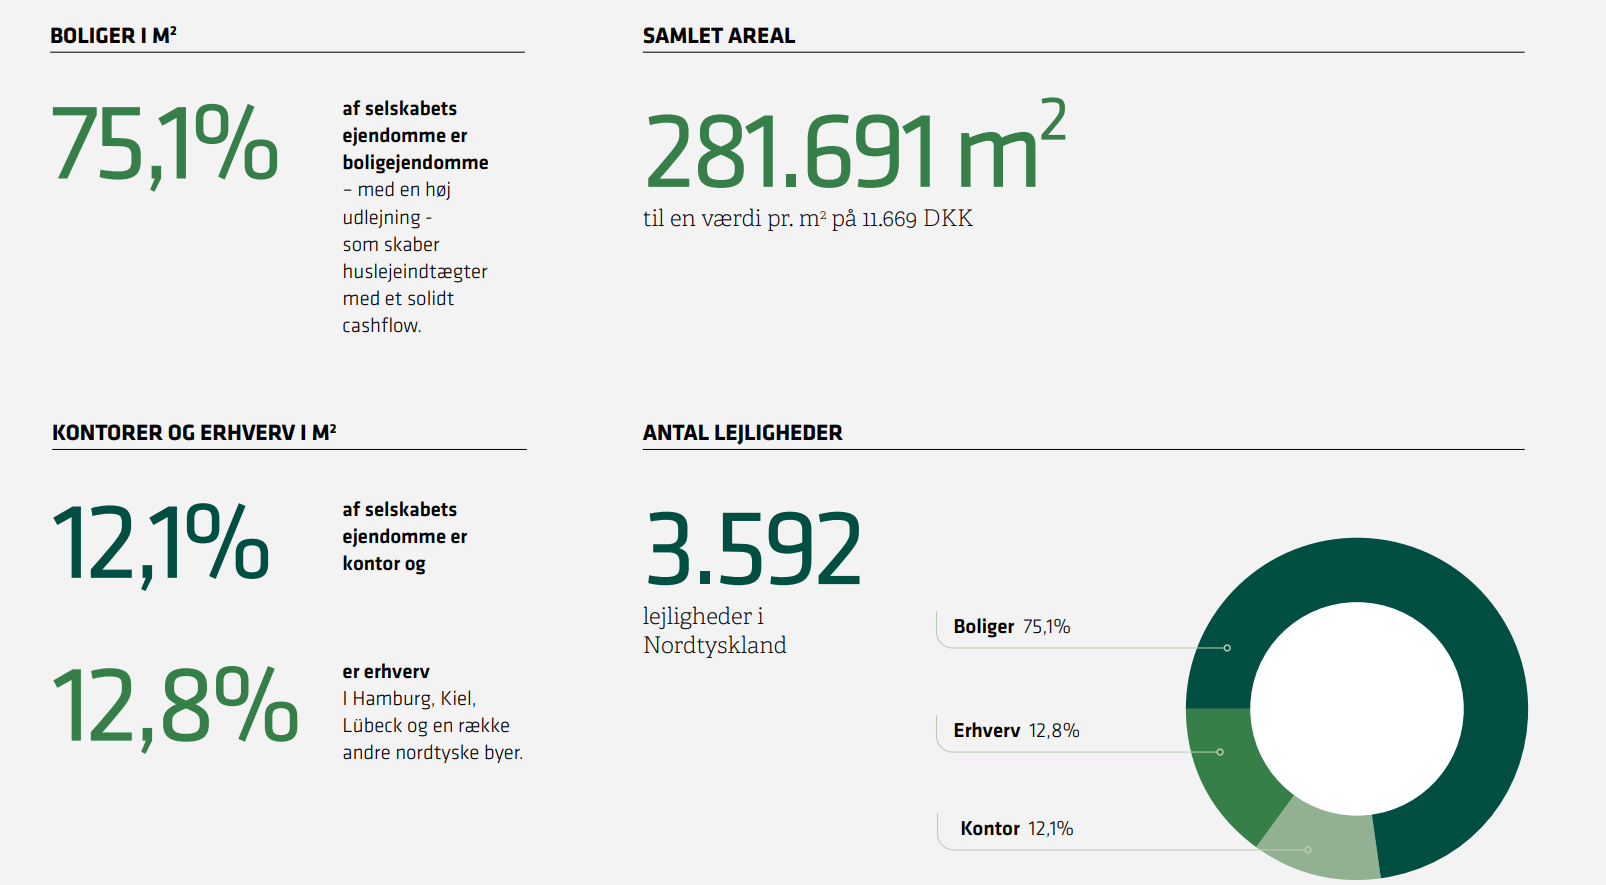 BOLIGER I M²
75,1%
af selskabets
ejendomme er
boligejendomme
– med en høj
udlejning -
som skaber
huslejeindtægter
med et solidt
cashflow.
SAMLET AREAL
281.691 m²
til en værdi pr. m² på 11.669 DKK
KONTORER OG ERHVERV I M²
12,1%
af selskabets
ejendomme er
kontor og
12,8%
er erhverv
I Hamburg, Kiel,
Lübeck og en række
andre nordtyske byer.
ANTAL LEJLIGHEDER
3.592
lejligheder i
Nordtyskland
Boliger 75,1%
Erhverv 12,8%
Kontor 12,1%